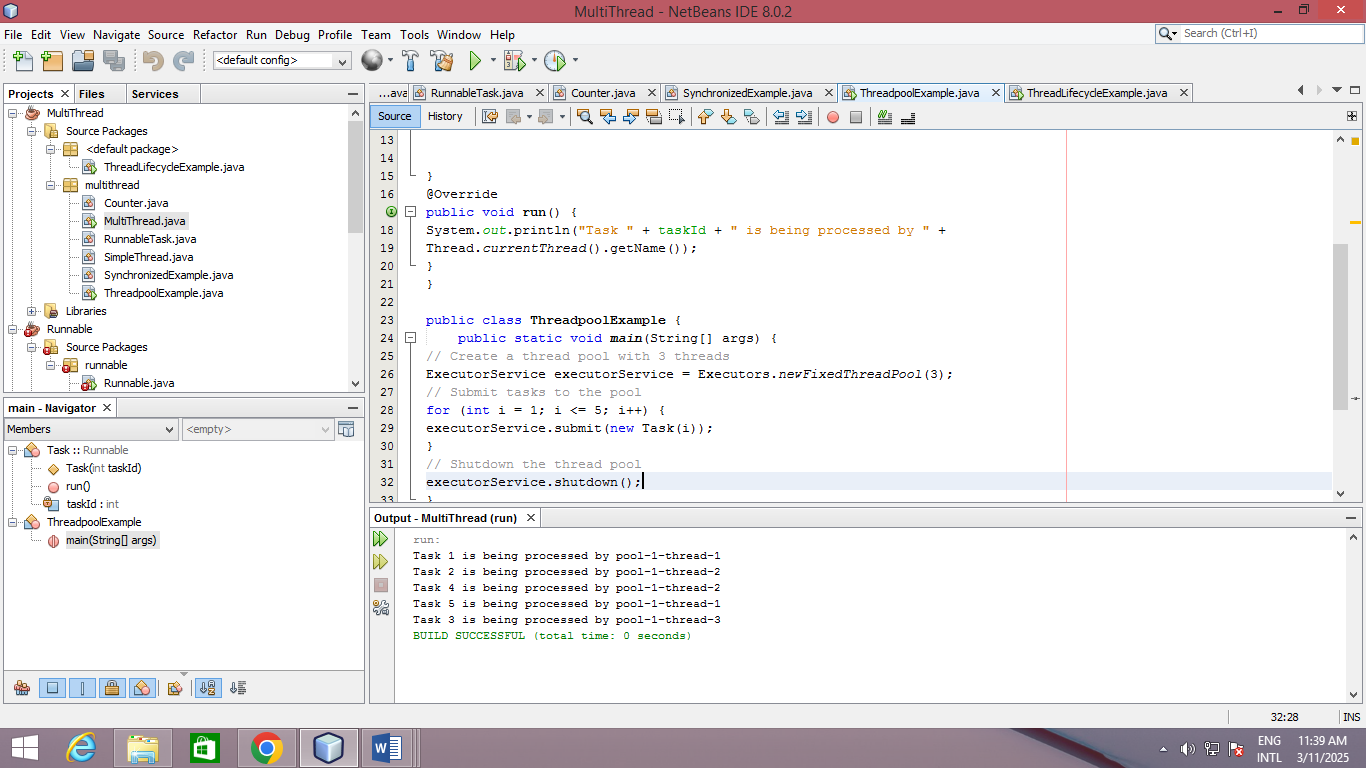 MultiThread - NetBeans IDE 8.0.2
File Edit View Navigate Source Refactor Run Debug Profile Team Tools Window Help
Search (Ctrl+I)
<default config>
Projects Files Services
MultiThread
Source Packages
<default package>
ThreadLifecycleExample.java
multithread
Counter.java
MultiThread.java
RunnableTask.java
SimpleThread.java
SynchronizedExample.java
ThreadpoolExample.java
Libraries
Runnable
Source Packages
runnable
Runnable.java
main - Navigator
Members <empty>
Task :: Runnable
Task(int taskId)
run()
taskId : int
ThreadpoolExample
main(String[] args)
...ava RunnableTask.java Counter.java SynchronizedExample.java ThreadpoolExample.java ThreadLifecycleExample.java
Source History
13
14
15 }
16 @Override
public void run() {
18 System.out.println("Task " + taskId + " is being processed by " +
19 Thread.currentThread().getName());
20 }
21 }
22
23 public class ThreadpoolExample {
24 public static void main(String[] args) {
25 // Create a thread pool with 3 threads
26 ExecutorService executorService = Executors.newFixedThreadPool(3);
27 // Submit tasks to the pool
28 for (int i = 1; i <= 5; i++) {
29 executorService.submit(new Task(i));
30 }
31 // Shutdown the thread pool
32 executorService.shutdown();
33 }
Output - MultiThread (run)
run:
Task 1 is being processed by pool-1-thread-1
Task 2 is being processed by pool-1-thread-2
Task 4 is being processed by pool-1-thread-2
Task 5 is being processed by pool-1-thread-1
Task 3 is being processed by pool-1-thread-3
BUILD SUCCESSFUL (total time: 0 seconds)
32:28 INS
ENG 11:39 AM
INTL 3/11/2025